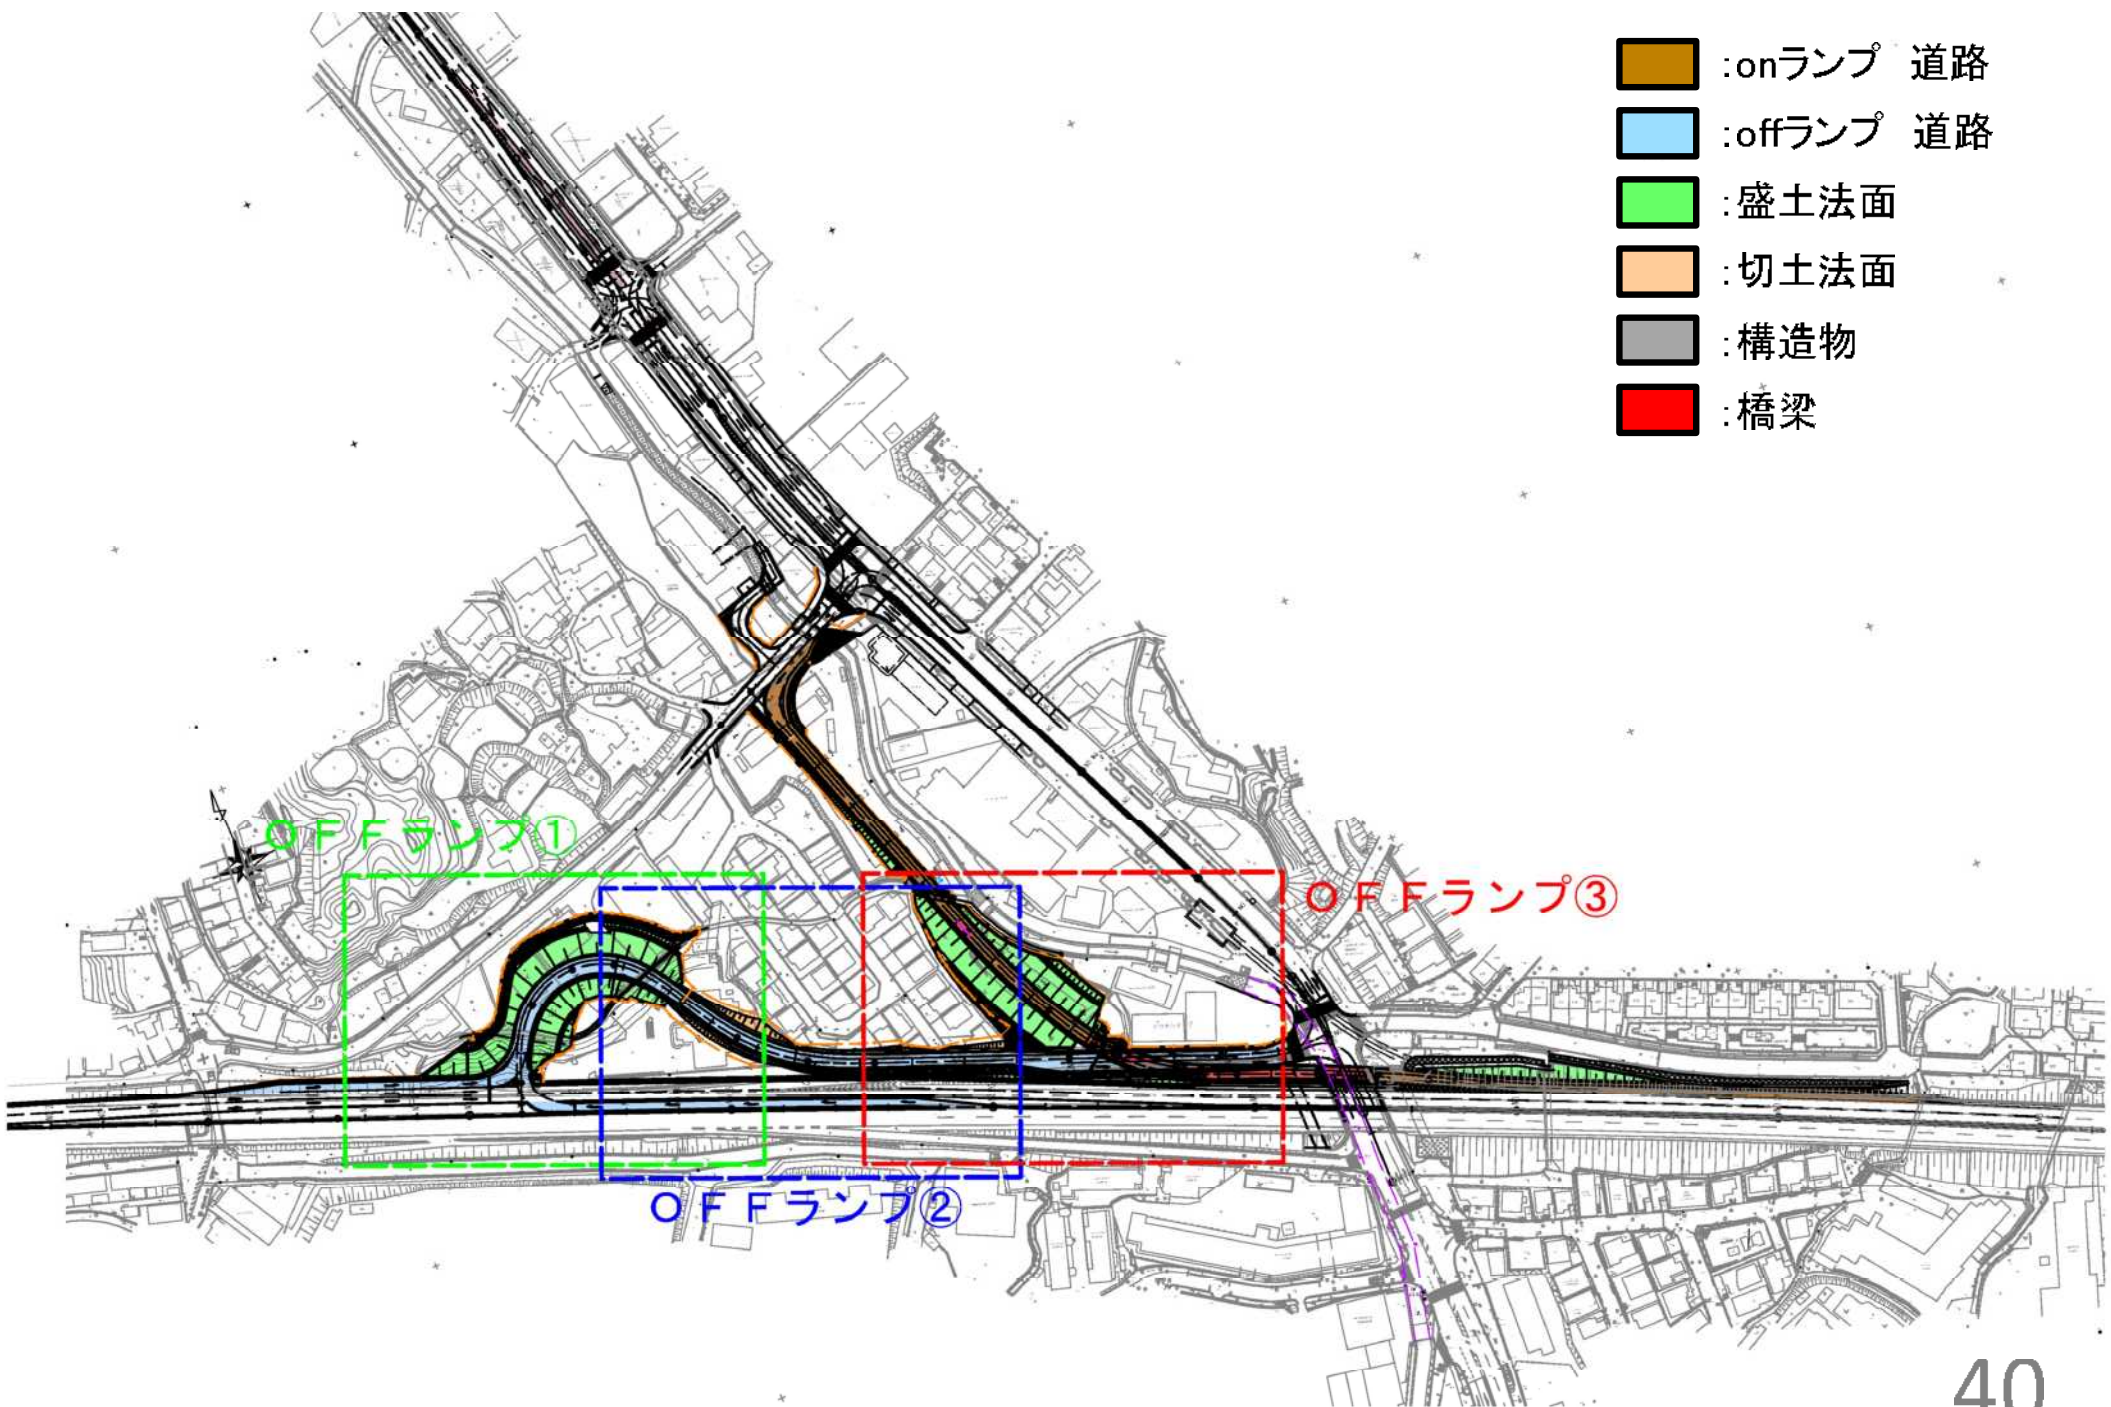 :onランプ 道路
:offランプ 道路
:盛土法面
:切土法面
:構造物
:橋梁
OFFランプ①
OFFランプ③
OFFランプ②
40